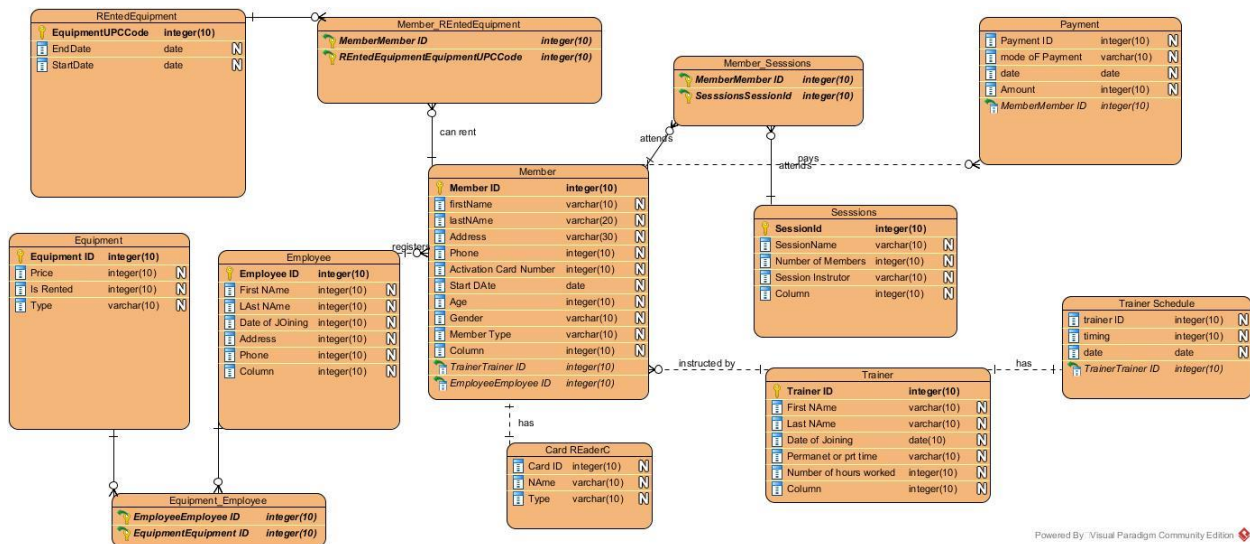 REntedEquipment
EquipmentUPCCode integer(10)
EndDate date N
StartDate date N
Member_REntedEquipment
MemberMember ID integer(10)
REntedEquipmentEquipmentUPCCode integer(10)
Member_Sesssions
MemberMember ID integer(10)
SesssionsSessionId integer(10)
Payment
Payment ID integer(10) N
mode oF Payment varchar(10) N
date date N
Amount integer(10) N
MemberMember ID integer(10)
can rent
attends
pays
attends
Member
Member ID integer(10)
firstName varchar(10) N
lastNAme varchar(20) N
Address varchar(30) N
Phone integer(10) N
Activation Card Number integer(10) N
Start DAte date N
Age integer(10) N
Gender varchar(10) N
Member Type varchar(10) N
Column integer(10) N
TrainerTrainer ID integer(10)
EmployeeEmployee ID integer(10)
Sesssions
SessionId integer(10)
SessionName varchar(10) N
Number of Members integer(10) N
Session Instrutor varchar(10) N
Column integer(10) N
Equipment
Equipment ID integer(10)
Price integer(10) N
Is Rented integer(10) N
Type varchar(10) N
registers
Employee
Employee ID integer(10)
First NAme integer(10) N
LAst NAme integer(10) N
Date of JOining integer(10) N
Address integer(10) N
Phone integer(10) N
Column integer(10) N
Trainer Schedule
trainer ID integer(10) N
timing integer(10) N
date date N
TrainerTrainer ID integer(10)
instructed by
has
Trainer
Trainer ID integer(10)
First NAme varchar(10) N
Last NAme varchar(10) N
Date of Joining date(10) N
Permanet or prt time varchar(10) N
Number of hours worked integer(10) N
Column integer(10) N
has
Card REaderC
Card ID integer(10) N
NAme varchar(10) N
Type varchar(10) N
Equipment_Employee
EmployeeEmployee ID integer(10)
EquipmentEquipment ID integer(10)
Powered By Visual Paradigm Community Edition